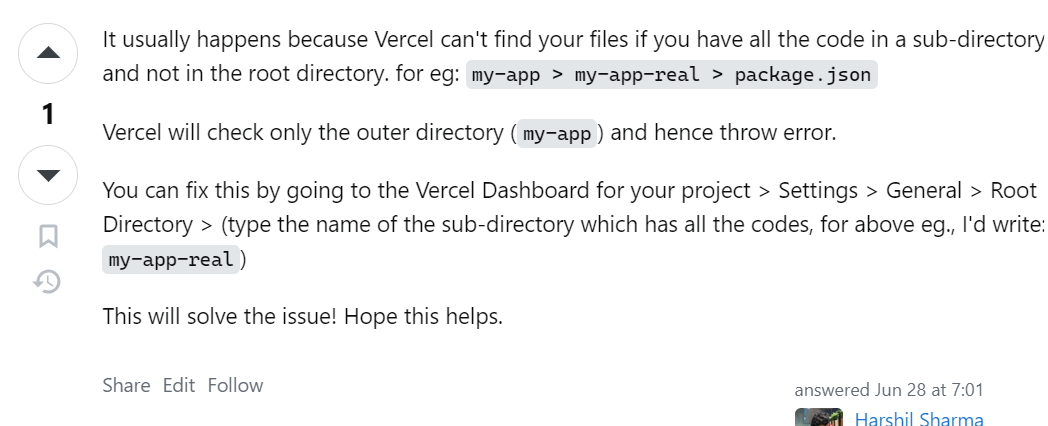 It usually happens because Vercel can't find your files if you have all the code in a sub-directory
and not in the root directory. for eg: my-app > my-app-real > package.json
1
Vercel will check only the outer directory (my-app) and hence throw error.
You can fix this by going to the Vercel Dashboard for your project > Settings > General > Root
Directory > (type the name of the sub-directory which has all the codes, for above eg., I'd write:
my-app-real)
This will solve the issue! Hope this helps.
Share Edit Follow
answered Jun 28 at 7:01
Harshil Sharma